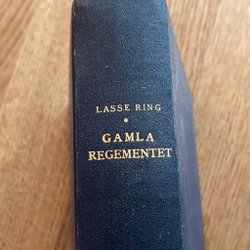 LASSE RING
GAMLA
REGEMENTET